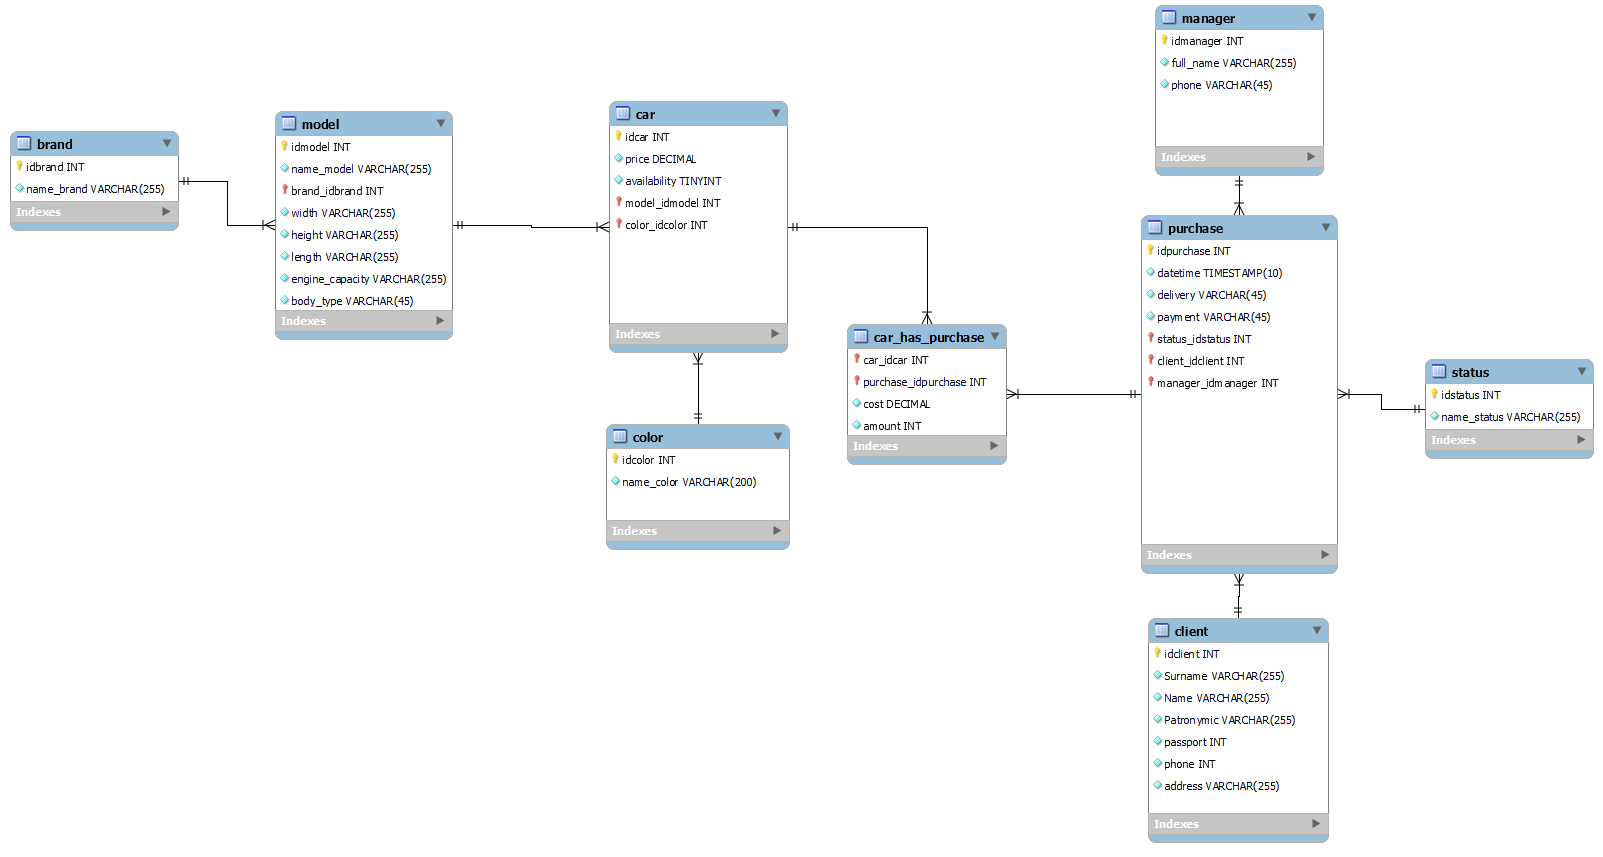 brand
idbrand INT
name_brand VARCHAR(255)
Indexes
model
idmodel INT
name_model VARCHAR(255)
brand_idbrand INT
width VARCHAR(255)
height VARCHAR(255)
length VARCHAR(255)
engine_capacity VARCHAR(255)
body_type VARCHAR(45)
Indexes
car
idcar INT
price DECIMAL
availability TINYINT
model_idmodel INT
color_idcolor INT
Indexes
color
idcolor INT
name_color VARCHAR(200)
Indexes
car_has_purchase
car_idcar INT
purchase_idpurchase INT
cost DECIMAL
amount INT
Indexes
manager
idmanager INT
full_name VARCHAR(255)
phone VARCHAR(45)
Indexes
purchase
idpurchase INT
datetime TIMESTAMP(10)
delivery VARCHAR(45)
payment VARCHAR(45)
status_idstatus INT
client_idclient INT
manager_idmanager INT
Indexes
status
idstatus INT
name_status VARCHAR(255)
Indexes
client
idclient INT
Surname VARCHAR(255)
Name VARCHAR(255)
Patronymic VARCHAR(255)
passport INT
phone INT
address VARCHAR(255)
Indexes